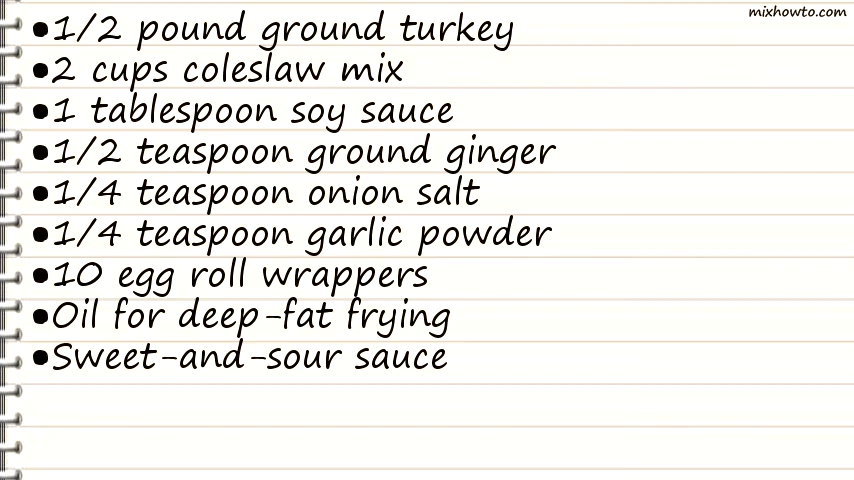 mixhowto.com
•1/2 pound ground turkey
•2 cups coleslaw mix
•1 tablespoon soy sauce
•1/2 teaspoon ground ginger
•1/4 teaspoon onion salt
•1/4 teaspoon garlic powder
•10 egg roll wrappers
•Oil for deep-fat frying
•Sweet-and-sour sauce